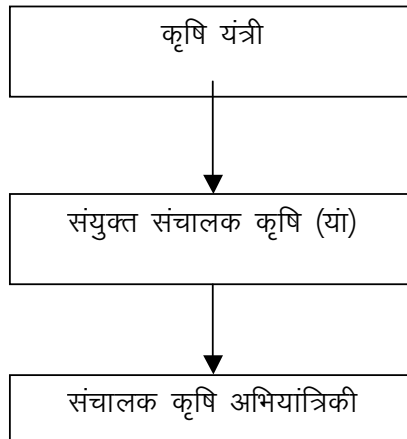 कृषि यंत्री
संयुक्त संचालक कृषि (यां)
संचालक कृषि अभियांत्रिकी